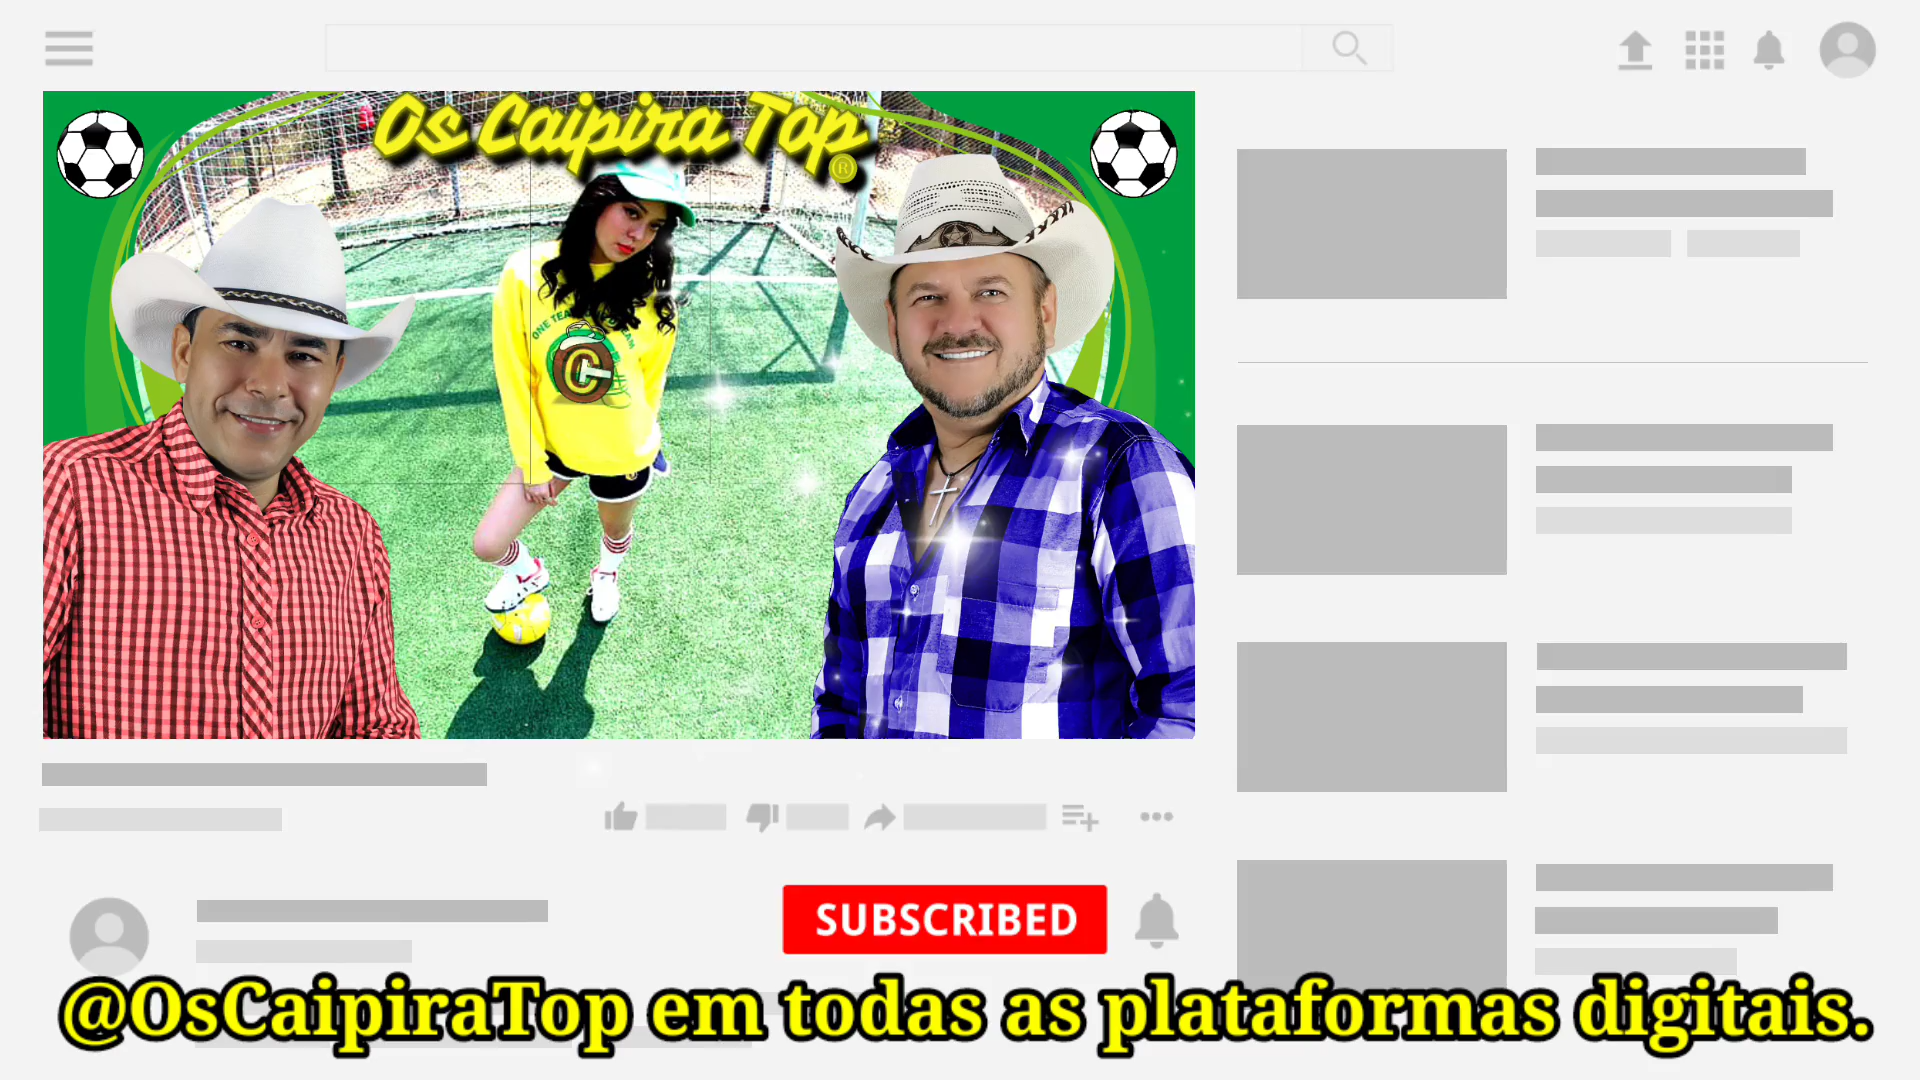 Os Caipira Top
®
SUBSCRIBED
@OsCaipiraTop em todas as plataformas digitais.